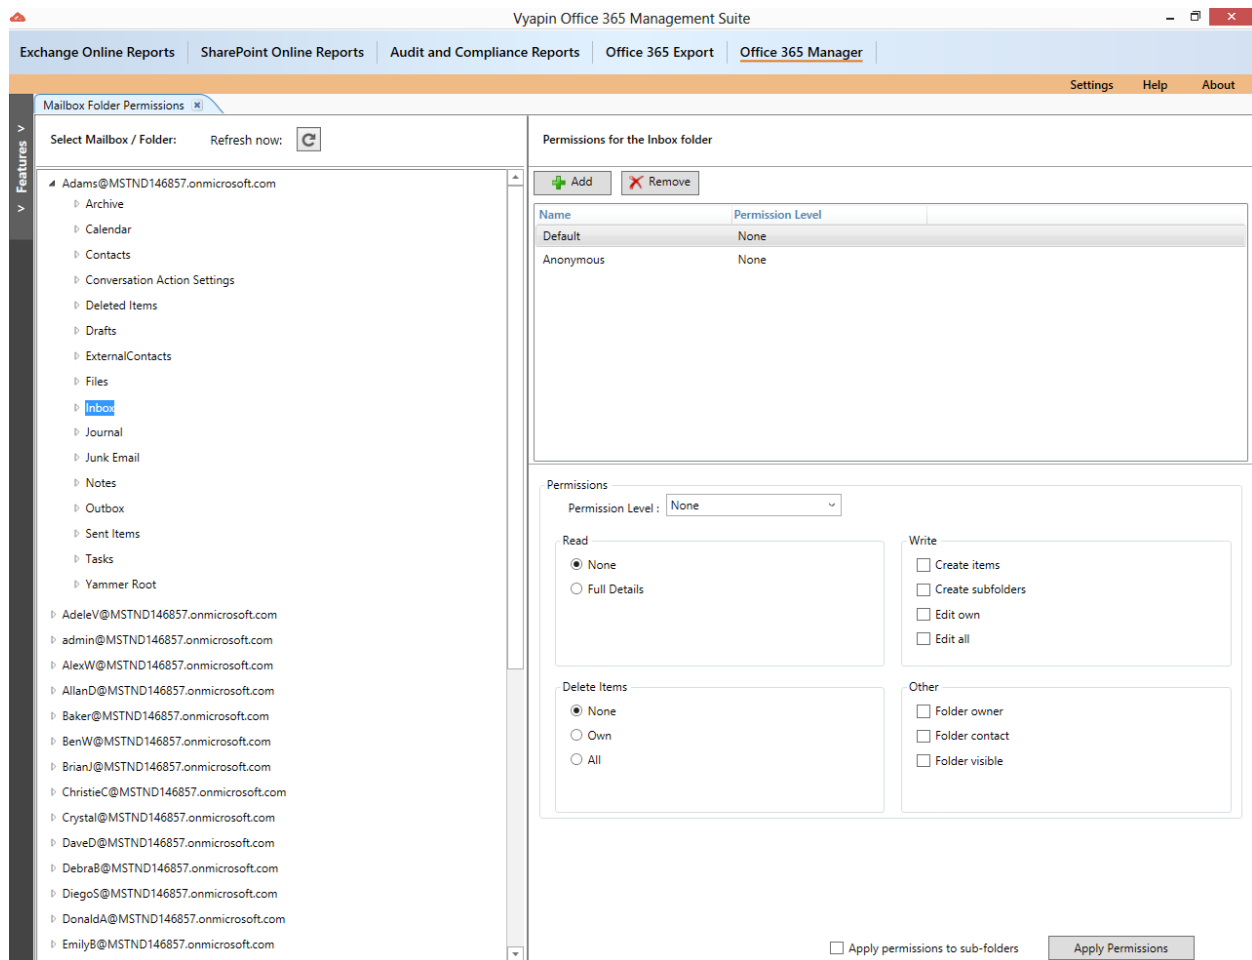 Vyapin Office 365 Management Suite
Exchange Online Reports SharePoint Online Reports Audit and Compliance Reports Office 365 Export Office 365 Manager
Settings Help About
Mailbox Folder Permissions
Features
Select Mailbox / Folder: Refresh now:
Adams@MSTND146857.onmicrosoft.com
Archive
Calendar
Contacts
Conversation Action Settings
Deleted Items
Drafts
ExternalContacts
Files
Inbox
Journal
Junk Email
Notes
Outbox
Sent Items
Tasks
Yammer Root
AdeleV@MSTND146857.onmicrosoft.com
admin@MSTND146857.onmicrosoft.com
AlexW@MSTND146857.onmicrosoft.com
AllanD@MSTND146857.onmicrosoft.com
Baker@MSTND146857.onmicrosoft.com
BenW@MSTND146857.onmicrosoft.com
BrianJ@MSTND146857.onmicrosoft.com
ChristieC@MSTND146857.onmicrosoft.com
Crystal@MSTND146857.onmicrosoft.com
DaveD@MSTND146857.onmicrosoft.com
DebraB@MSTND146857.onmicrosoft.com
DiegoS@MSTND146857.onmicrosoft.com
DonaldA@MSTND146857.onmicrosoft.com
EmilyB@MSTND146857.onmicrosoft.com
Permissions for the Inbox folder
Add Remove
Name Permission Level
Default None
Anonymous None
Permissions
Permission Level : None
Read
None
Full Details
Write
Create items
Create subfolders
Edit own
Edit all
Delete Items
None
Own
All
Other
Folder owner
Folder contact
Folder visible
Apply permissions to sub-folders Apply Permissions